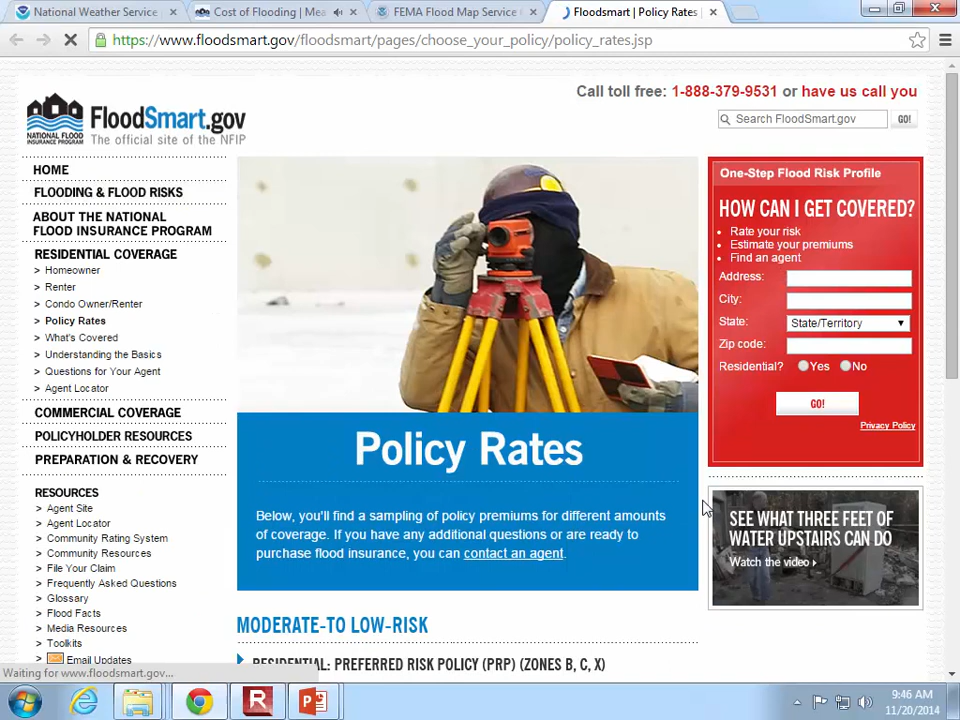 National Weather Service
Cost of Flooding | Mea
FEMA Flood Map Service
Floodsmart | Policy Rates
https://www.floodsmart.gov/floodsmart/pages/choose_your_policy/policy_rates.jsp
Call toll free: 1-888-379-9531 or have us call you
NATIONAL FLOOD
INSURANCE PROGRAM
FloodSmart.gov
The official site of the NFIP
Search FloodSmart.gov
GO!
HOME
FLOODING & FLOOD RISKS
ABOUT THE NATIONAL
FLOOD INSURANCE PROGRAM
RESIDENTIAL COVERAGE
> Homeowner
> Renter
> Condo Owner/Renter
> Policy Rates
> What's Covered
> Understanding the Basics
> Questions for Your Agent
> Agent Locator
COMMERCIAL COVERAGE
POLICYHOLDER RESOURCES
PREPARATION & RECOVERY
RESOURCES
> Agent Site
> Agent Locator
> Community Rating System
> Community Resources
> File Your Claim
> Frequently Asked Questions
> Glossary
> Flood Facts
> Media Resources
> Toolkits
> Email Updates
Policy Rates
Below, you'll find a sampling of policy premiums for different amounts
of coverage. If you have any additional questions or are ready to
purchase flood insurance, you can contact an agent.
MODERATE-TO LOW-RISK
RESIDENTIAL: PREFERRED RISK POLICY (PRP) (ZONES B, C, X)
One-Step Flood Risk Profile
HOW CAN I GET COVERED?
• Rate your risk
• Estimate your premiums
• Find an agent
Address:
City:
State: State/Territory
Zip code:
Residential? Yes No
GO!
Privacy Policy
SEE WHAT THREE FEET OF
WATER UPSTAIRS CAN DO
Watch the video
Waiting for www.floodsmart.gov...
9:46 AM
11/20/2014